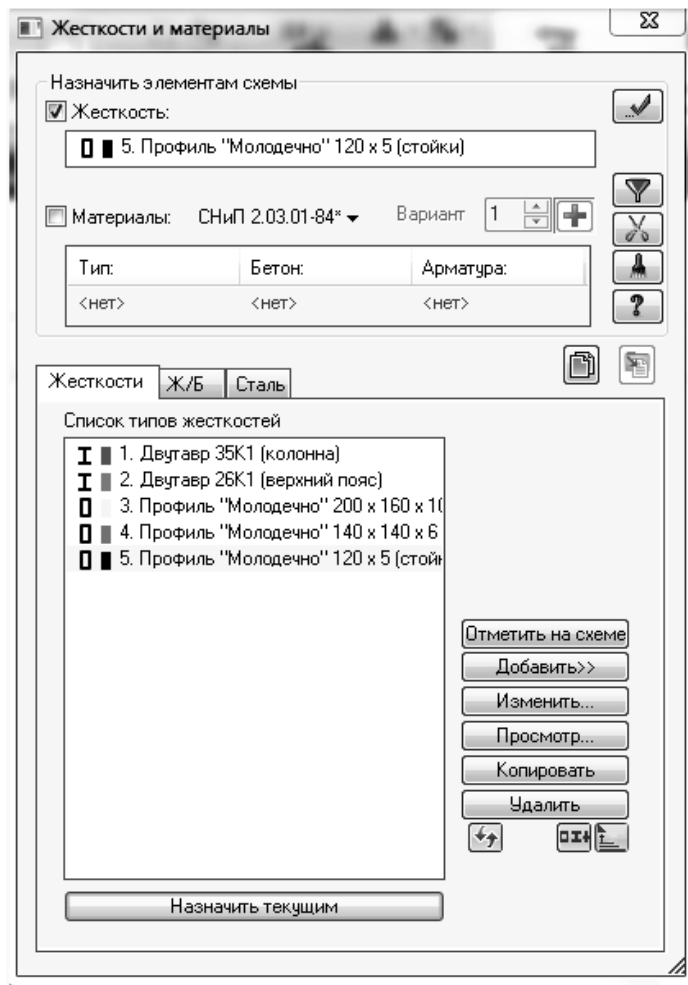 Жесткости и материалы
Назначить элементам схемы
Жесткость:
5. Профиль "Молодечно" 120 x 5 (стойки)
Материалы: СНиП 2.03.01-84* Вариант 1
Тип: Бетон: Арматура:
<нет> <нет> <нет>
Жесткости Ж/Б Сталь
Список типов жесткостей
1. Двутавр 35К1 (колонна)
2. Двутавр 26К1 (верхний пояс)
3. Профиль "Молодечно" 200 x 160 x 1(
4. Профиль "Молодечно" 140 x 140 x 6
5. Профиль "Молодечно" 120 x 5 (стой
Отметить на схеме
Добавить>>
Изменить...
Просмотр...
Копировать
Удалить
Назначить текущим